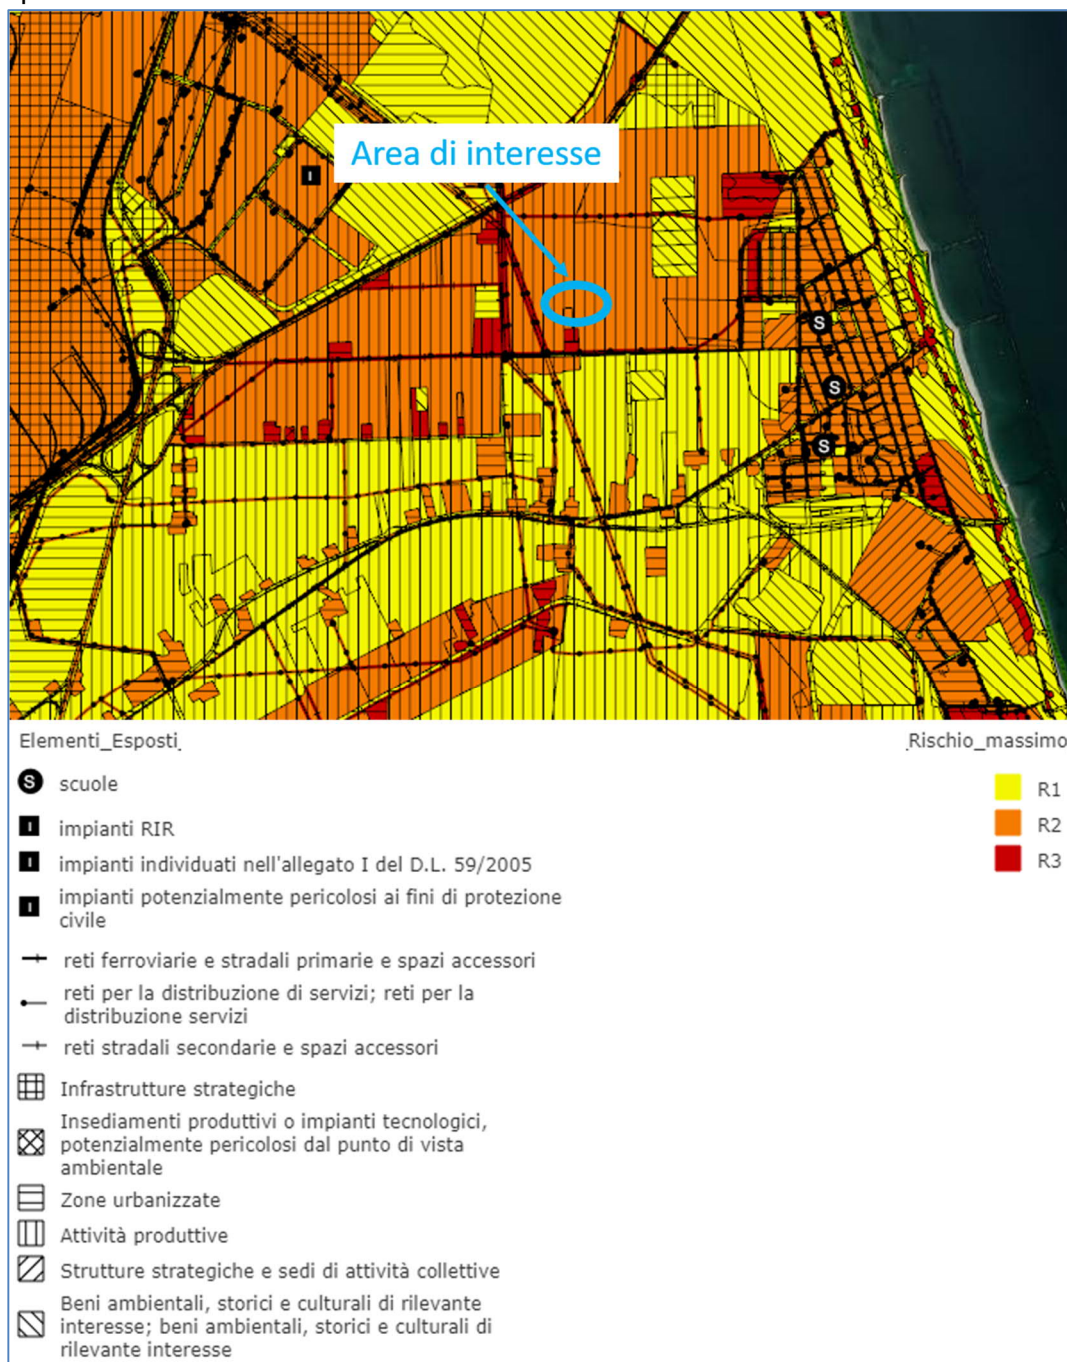 Area di interesse
I
S
S
S
Elementi_Esposti
Rischio_massimo
S scuole
I impianti RIR
I impianti individuati nell'allegato I del D.L. 59/2005
I impianti potenzialmente pericolosi ai fini di protezione
civile
reti ferroviarie e stradali primarie e spazi accessori
reti per la distribuzione di servizi; reti per la
distribuzione servizi
reti stradali secondarie e spazi accessori
Infrastrutture strategiche
Insediamenti produttivi o impianti tecnologici,
potenzialmente pericolosi dal punto di vista
ambientale
Zone urbanizzate
Attività produttive
Strutture strategiche e sedi di attività collettive
Beni ambientali, storici e culturali di rilevante
interesse; beni ambientali, storici e culturali di
rilevante interesse
R1
R2
R3